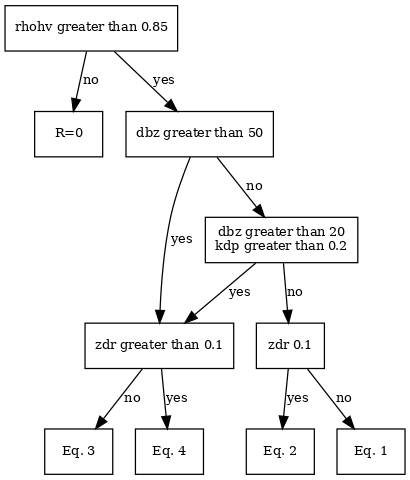 rhohv greater than 0.85
no
yes
R=0
dbz greater than 50
no
yes
dbz greater than 20
kdp greater than 0.2
yes
no
zdr greater than 0.1
zdr 0.1
no
yes
yes
no
Eq. 3
Eq. 4
Eq. 2
Eq. 1